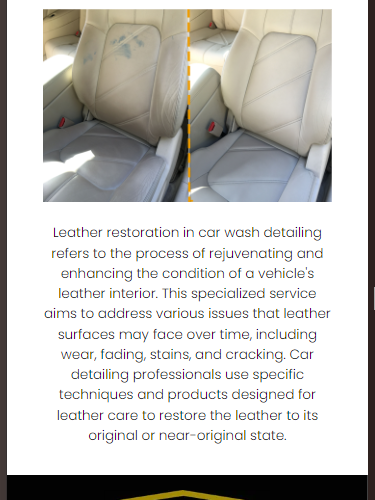 Leather restoration in car wash detailing
refers to the process of rejuvenating and
enhancing the condition of a vehicle's
leather interior. This specialized service
aims to address various issues that leather
surfaces may face over time, including
wear, fading, stains, and cracking. Car
detailing professionals use specific
techniques and products designed for
leather care to restore the leather to its
original or near-original state.